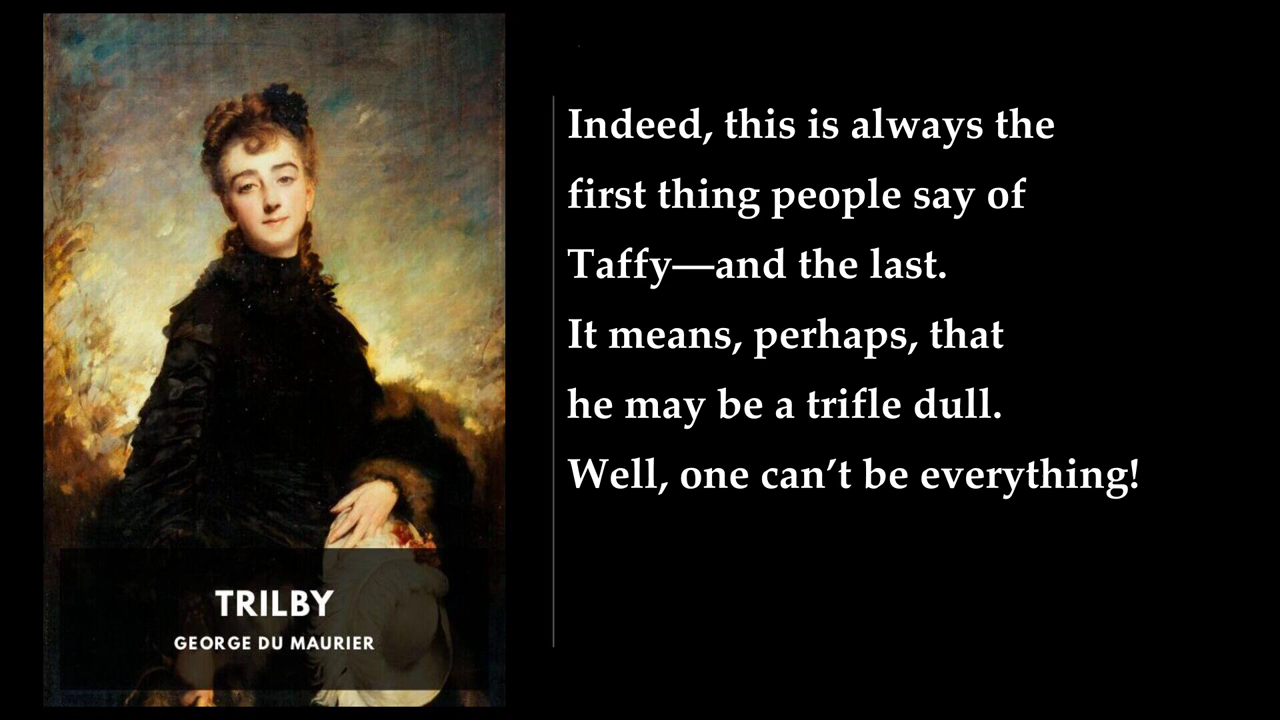 Indeed, this is always the
first thing people say of
Taffy—and the last.
It means, perhaps, that
he may be a trifle dull.
Well, one can’t be everything!
TRILBY
GEORGE DU MAURIER